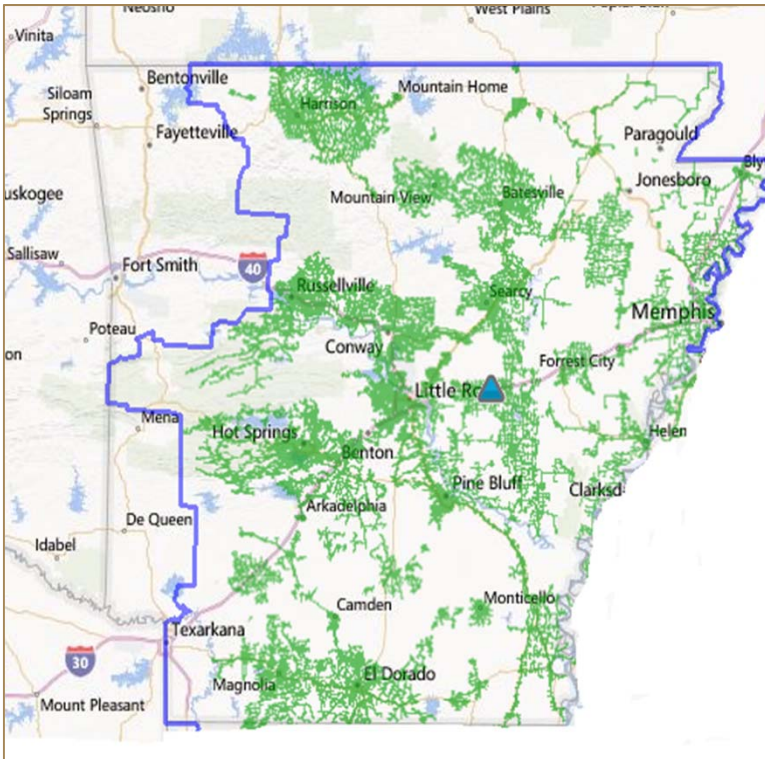 Neosho
West Plains
Vinita
Bentonville
Mountain Home
Siloam
Springs
Harrison
Fayetteville
Paragould
Bly
uskogee
Mountain View
Batesville
Jonesboro
Sallisaw
Fort Smith
40
Russellville
Searcy
Memphis
Poteau
on
Conway
Forrest City
Little Ro
Mena
Hot Springs
Helen
Benton
Pine Bluff
Clarksd
Arkadelphia
De Queen
Idabel
Camden
Monticello
Texarkana
30
El Dorado
Magnolia
Mount Pleasant